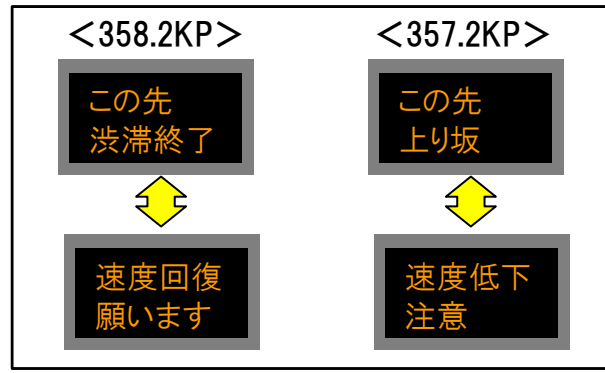 ＜358.2KP＞
この先
渋滞終了
速度回復
願います
＜357.2KP＞
この先
上り坂
速度低下
注意